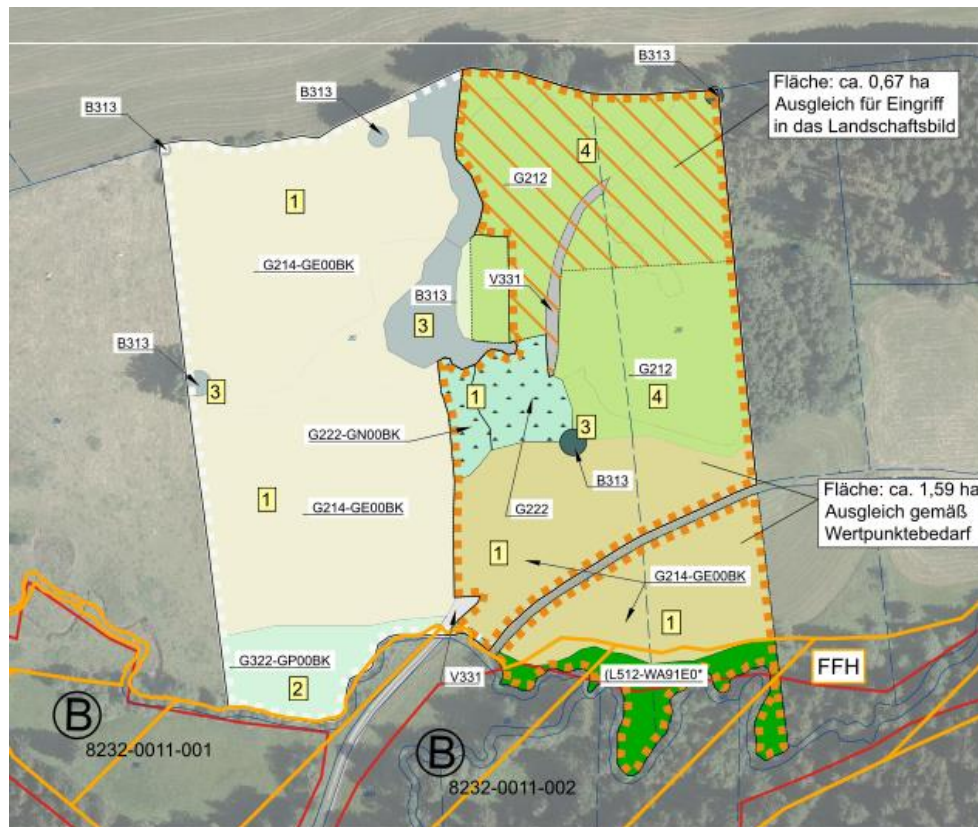 B313
B313
B313
Fläche: ca. 0,67 ha
Ausgleich für Eingriff
in das Landschaftsbild
4
G212
1
G214-GE00BK
V331
B313
3
B313
3
G212
4
1
3
G222-GN00BK
B313
Fläche: ca. 1,59 ha
Ausgleich gemäß
Wertpunktebedarf
1
G214-GE00BK
G222
1
G214-GE00BK
1
G322-GP00BK
2
V331
(L512-WA91E0*
FFH
B
8232-0011-001
B
8232-0011-002